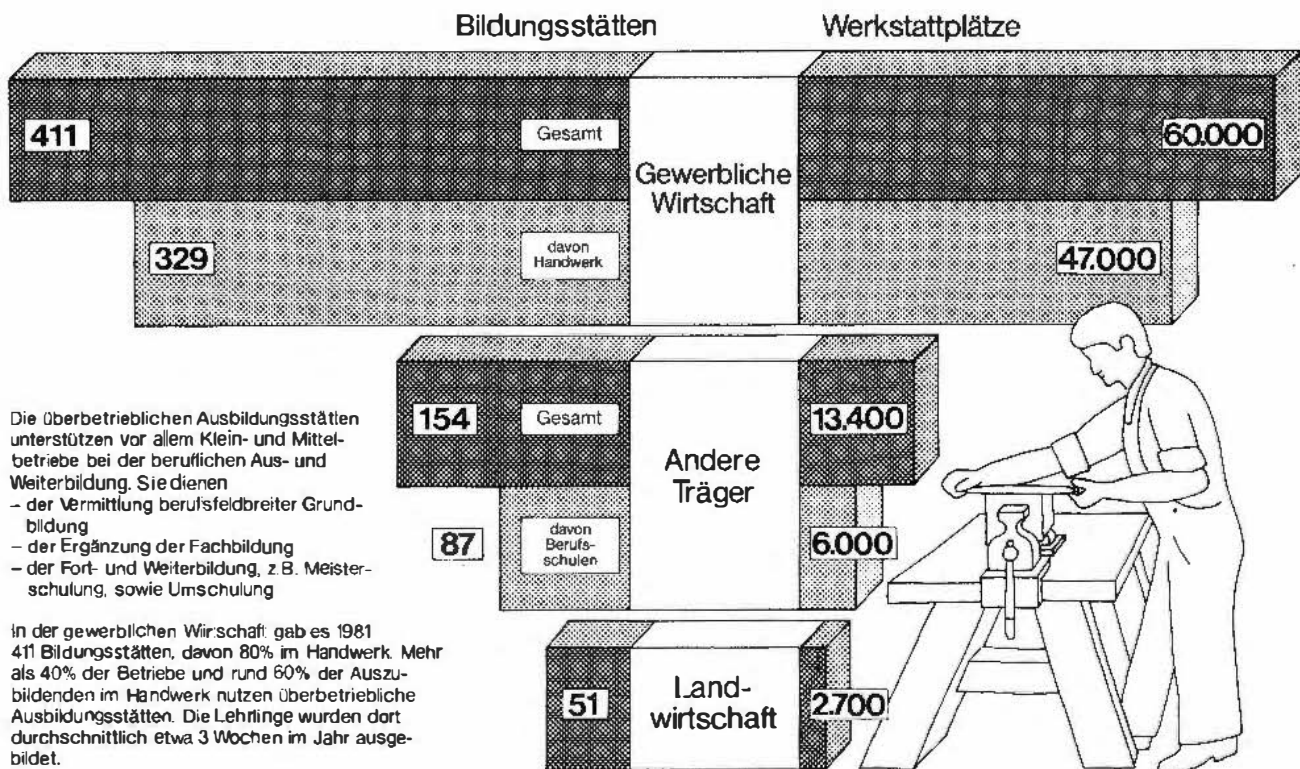 Bildungsstätten
Werkstattplätze
411
Gesamt
Gewerbliche
Wirtschaft
60.000
329
davon
Handwerk
47.000
154
Gesamt
Andere
Träger
13.400
87
davon
Berufs-
schulen
6.000
51
Land-
wirtschaft
2.700
Die überbetrieblichen Ausbildungsstätten
unterstützen vor allem Klein- und Mittel-
betriebe bei der beruflichen Aus- und
Weiterbildung. Sie dienen
– der Vermittlung berufsfeldbreiter Grund-
bildung
– der Ergänzung der Fachbildung
– der Fort- und Weiterbildung, z.B. Meister-
schulung, sowie Umschulung
In der gewerblichen Wirtschaft gab es 1981
411 Bildungsstätten, davon 80% im Handwerk. Mehr
als 40% der Betriebe und rund 60% der Auszu-
bildenden im Handwerk nutzen überbetriebliche
Ausbildungsstätten. Die Lehrlinge wurden dort
durchschnittlich etwa 3 Wochen im Jahr ausge-
bildet.